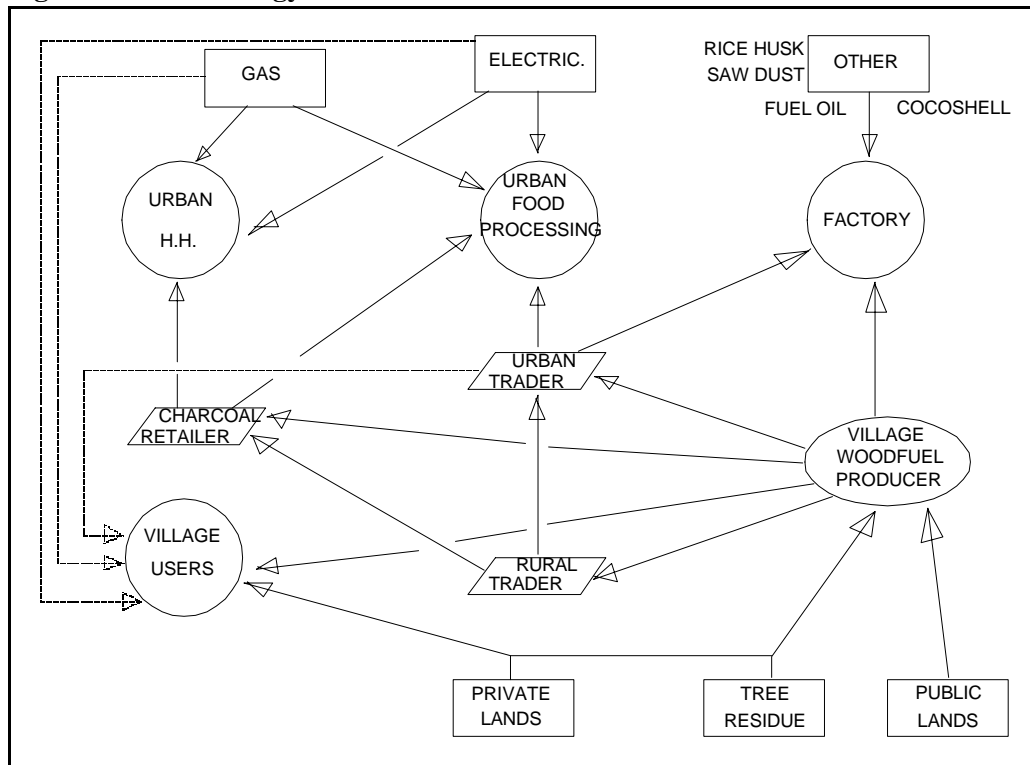 GAS
ELECTRIC.
RICE HUSK
SAW DUST
OTHER
FUEL OIL
COCOSHELL
URBAN
H.H.
URBAN
FOOD
PROCESSING
FACTORY
URBAN
TRADER
CHARCOAL
RETAILER
VILLAGE
WOODFUEL
PRODUCER
VILLAGE
USERS
RURAL
TRADER
PRIVATE
LANDS
TREE
RESIDUE
PUBLIC
LANDS